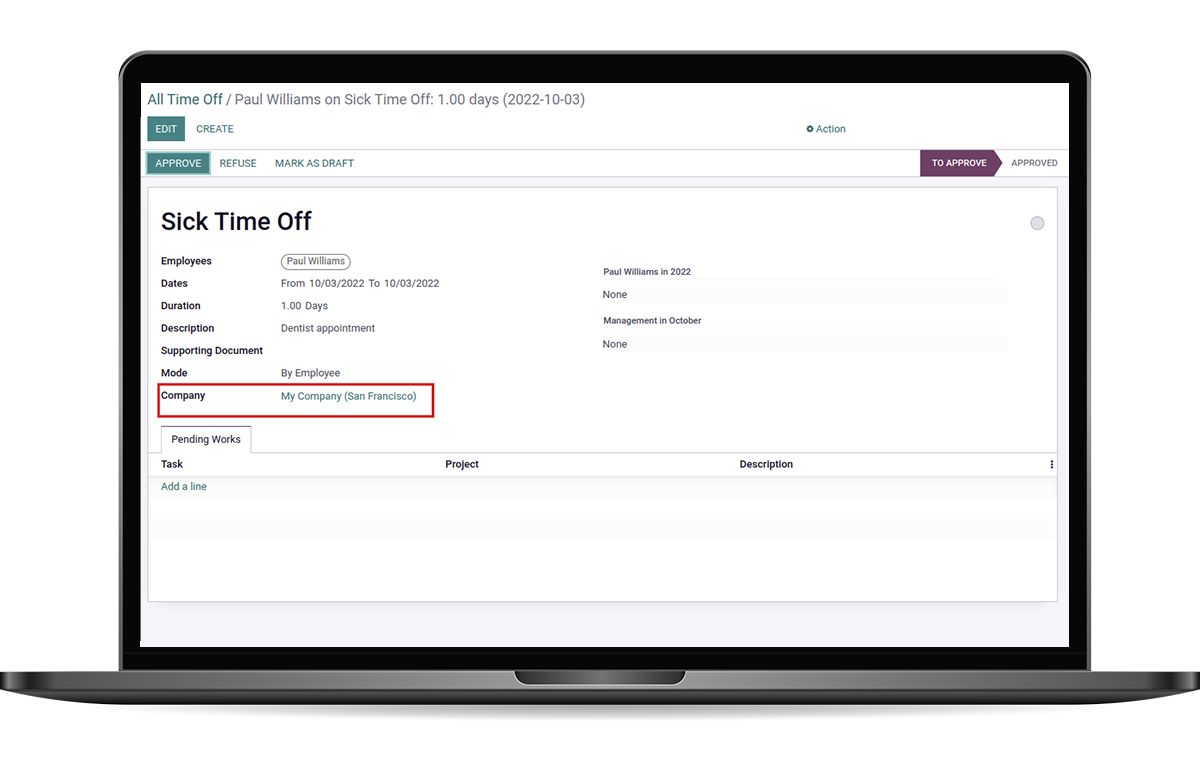 All Time Off / Paul Williams on Sick Time Off: 1.00 days (2022-10-03)
EDIT CREATE Action
APPROVE REFUSE MARK AS DRAFT TO APPROVE APPROVED
Sick Time Off
Employees Paul Williams
Dates From 10/03/2022 To 10/03/2022
Duration 1.00 Days
Description Dentist appointment
Supporting Document
Mode By Employee
Company My Company (San Francisco)
Paul Williams in 2022
None
Management in October
None
Pending Works
Task Project Description
Add a line